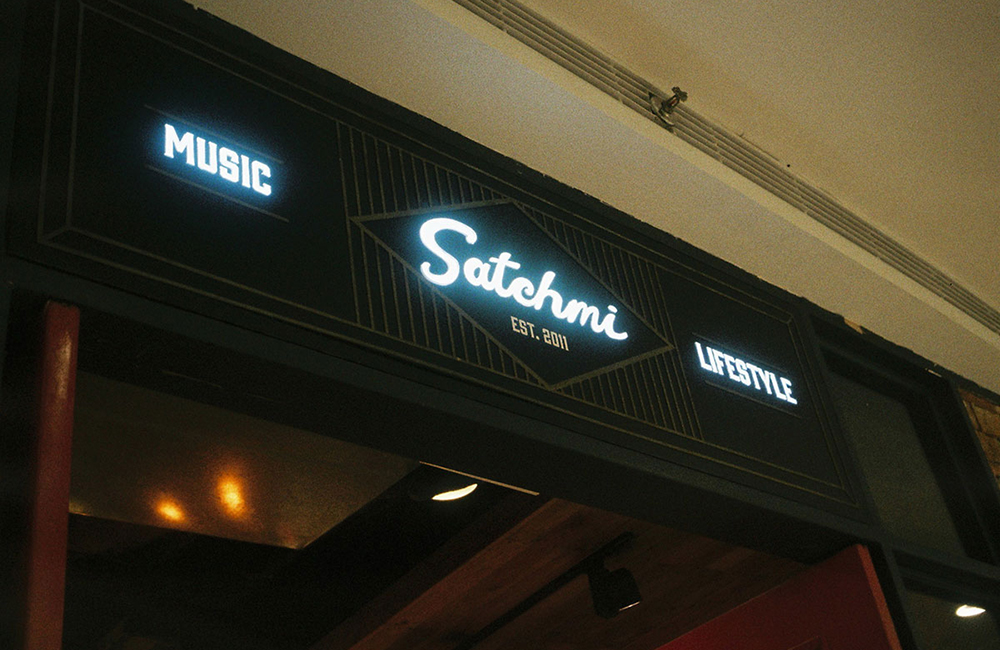 MUSIC
Satchmi
EST. 2011
LIFESTYLE